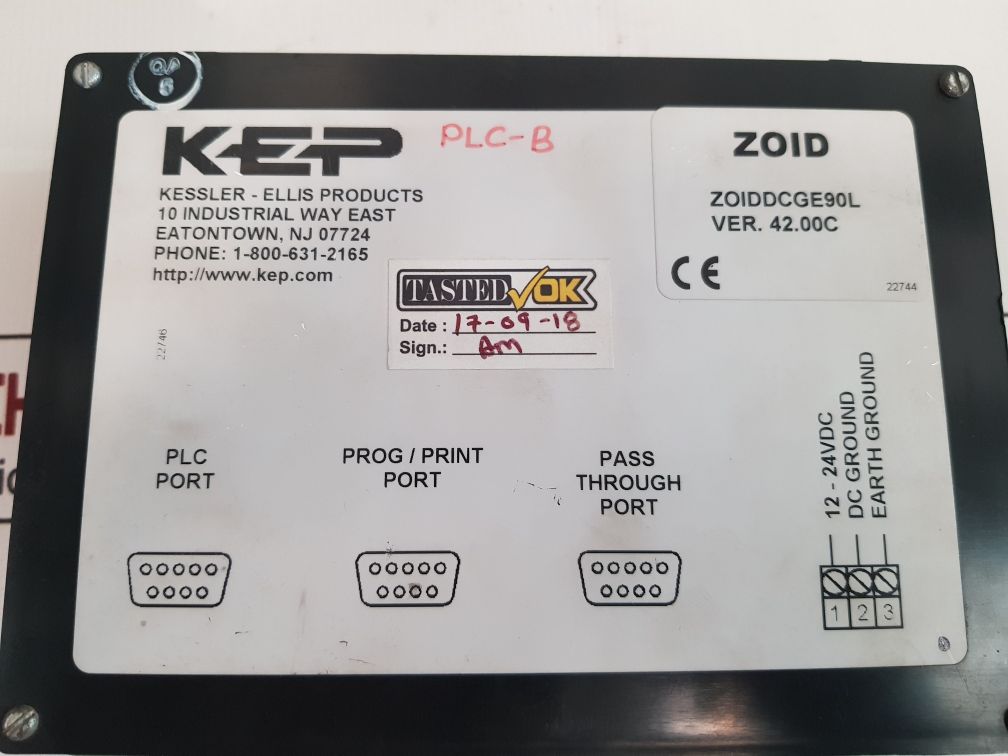 KEP
PLC-B
KESSLER - ELLIS PRODUCTS
10 INDUSTRIAL WAY EAST
EATONTOWN, NJ 07724
PHONE: 1-800-631-2165
http://www.kep.com
ZOID
ZOIDDCGE90L
VER. 42.00C
CE
22744
TASTED OK
Date : 17-09-18
Sign.: Am
22746
PLC
PORT
PROG / PRINT
PORT
PASS
THROUGH
PORT
12 - 24VDC
DC GROUND
EARTH GROUND
1 2 3